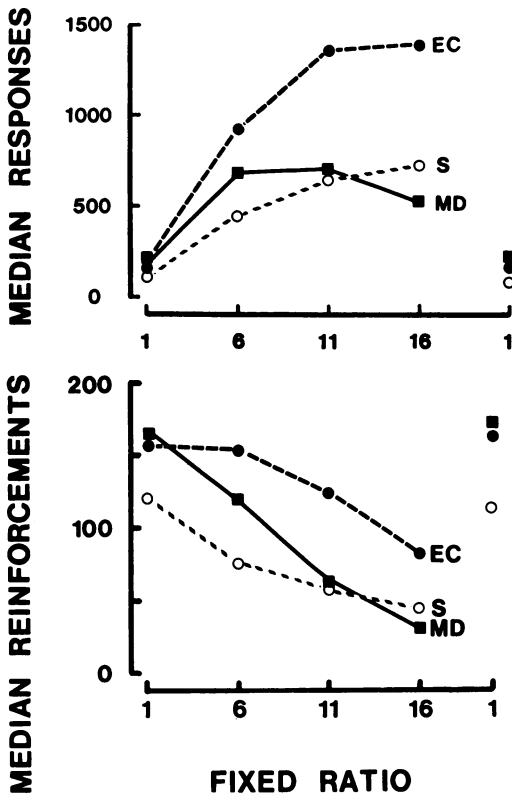 MEDIAN RESPONSES
1500
1000
500
0
EC
S
MD
1 6 11 16 1
MEDIAN REINFORCEMENTS
200
100
0
EC
S
MD
1 6 11 16 1
FIXED RATIO